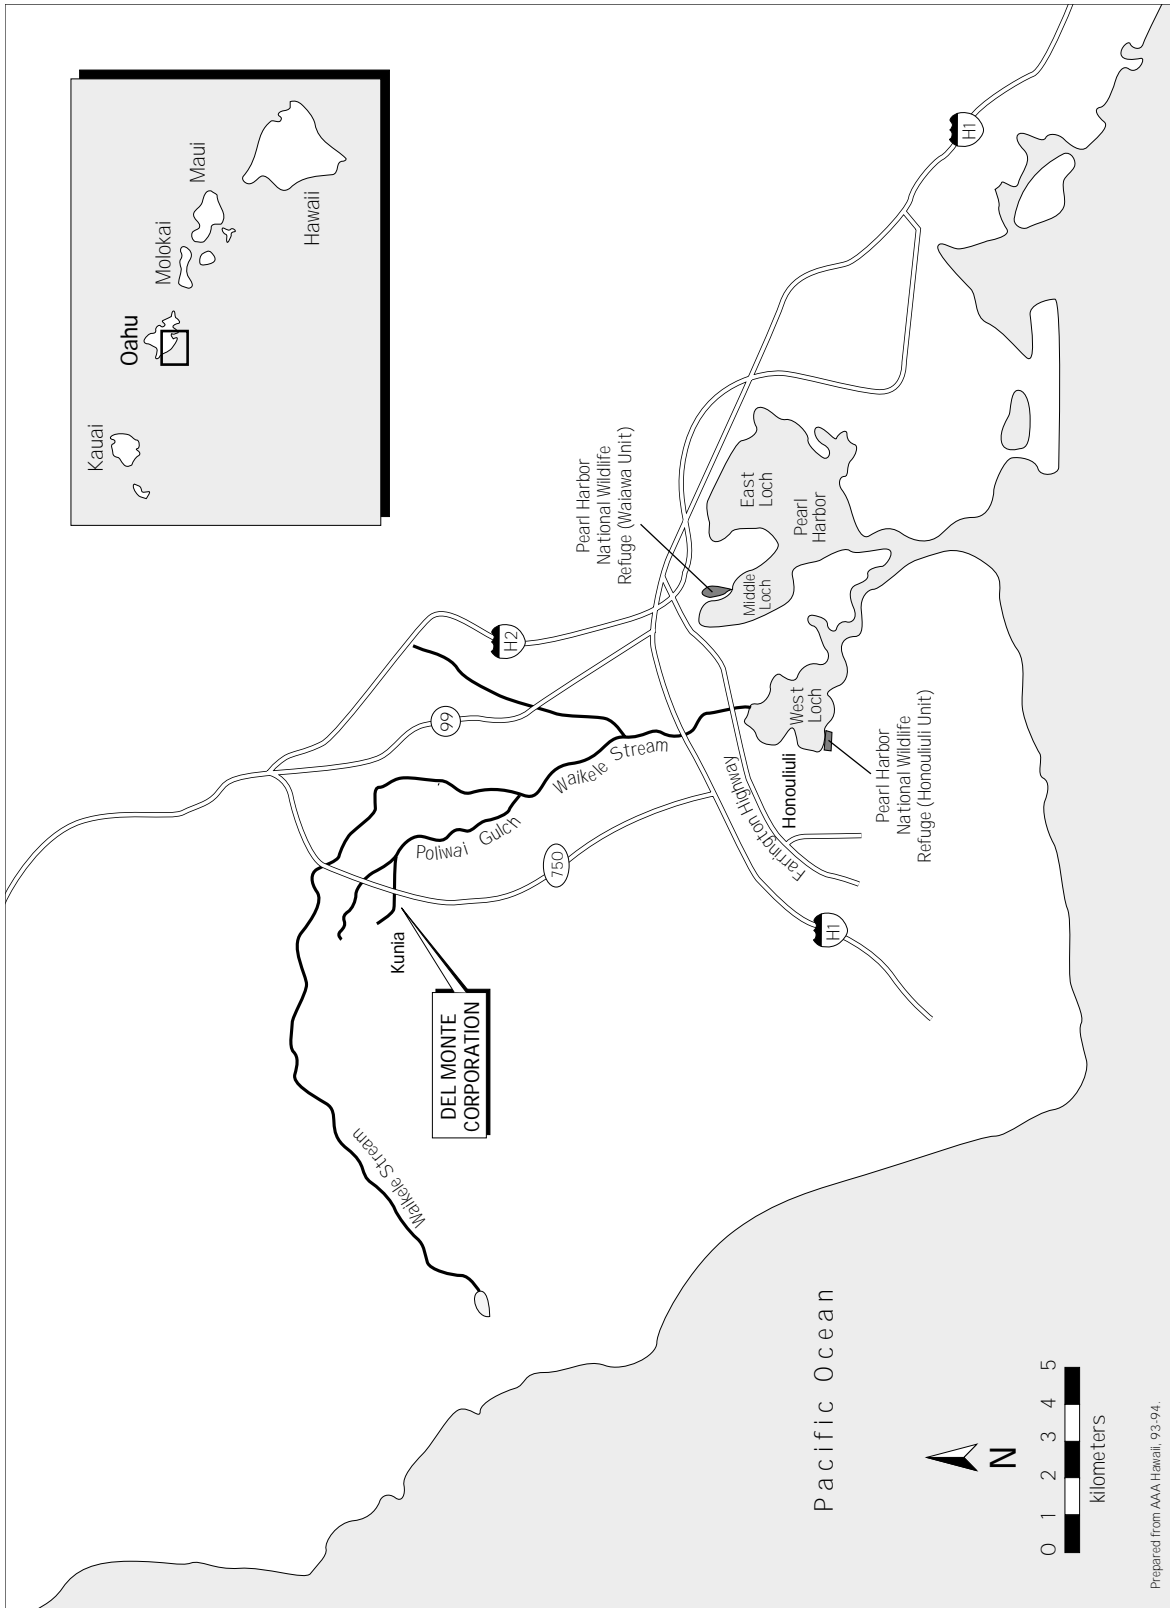 Kauai
Oahu
Molokai
Maui
Hawaii
H2
99
750
H1
H1
Waikele Stream
Waikele Stream
Poliwai Gulch
Kunia
DEL MONTE
CORPORATION
Pearl Harbor
National Wildlife
Refuge (Waiawa Unit)
Middle
Loch
East
Loch
Pearl
Harbor
West
Loch
Farrington Highway
Honouliuli
Pearl Harbor
National Wildlife
Refuge (Honouliuli Unit)
Pacific Ocean
N
0 1 2 3 4 5
kilometers
Prepared from AAA Hawaii, 93-94.